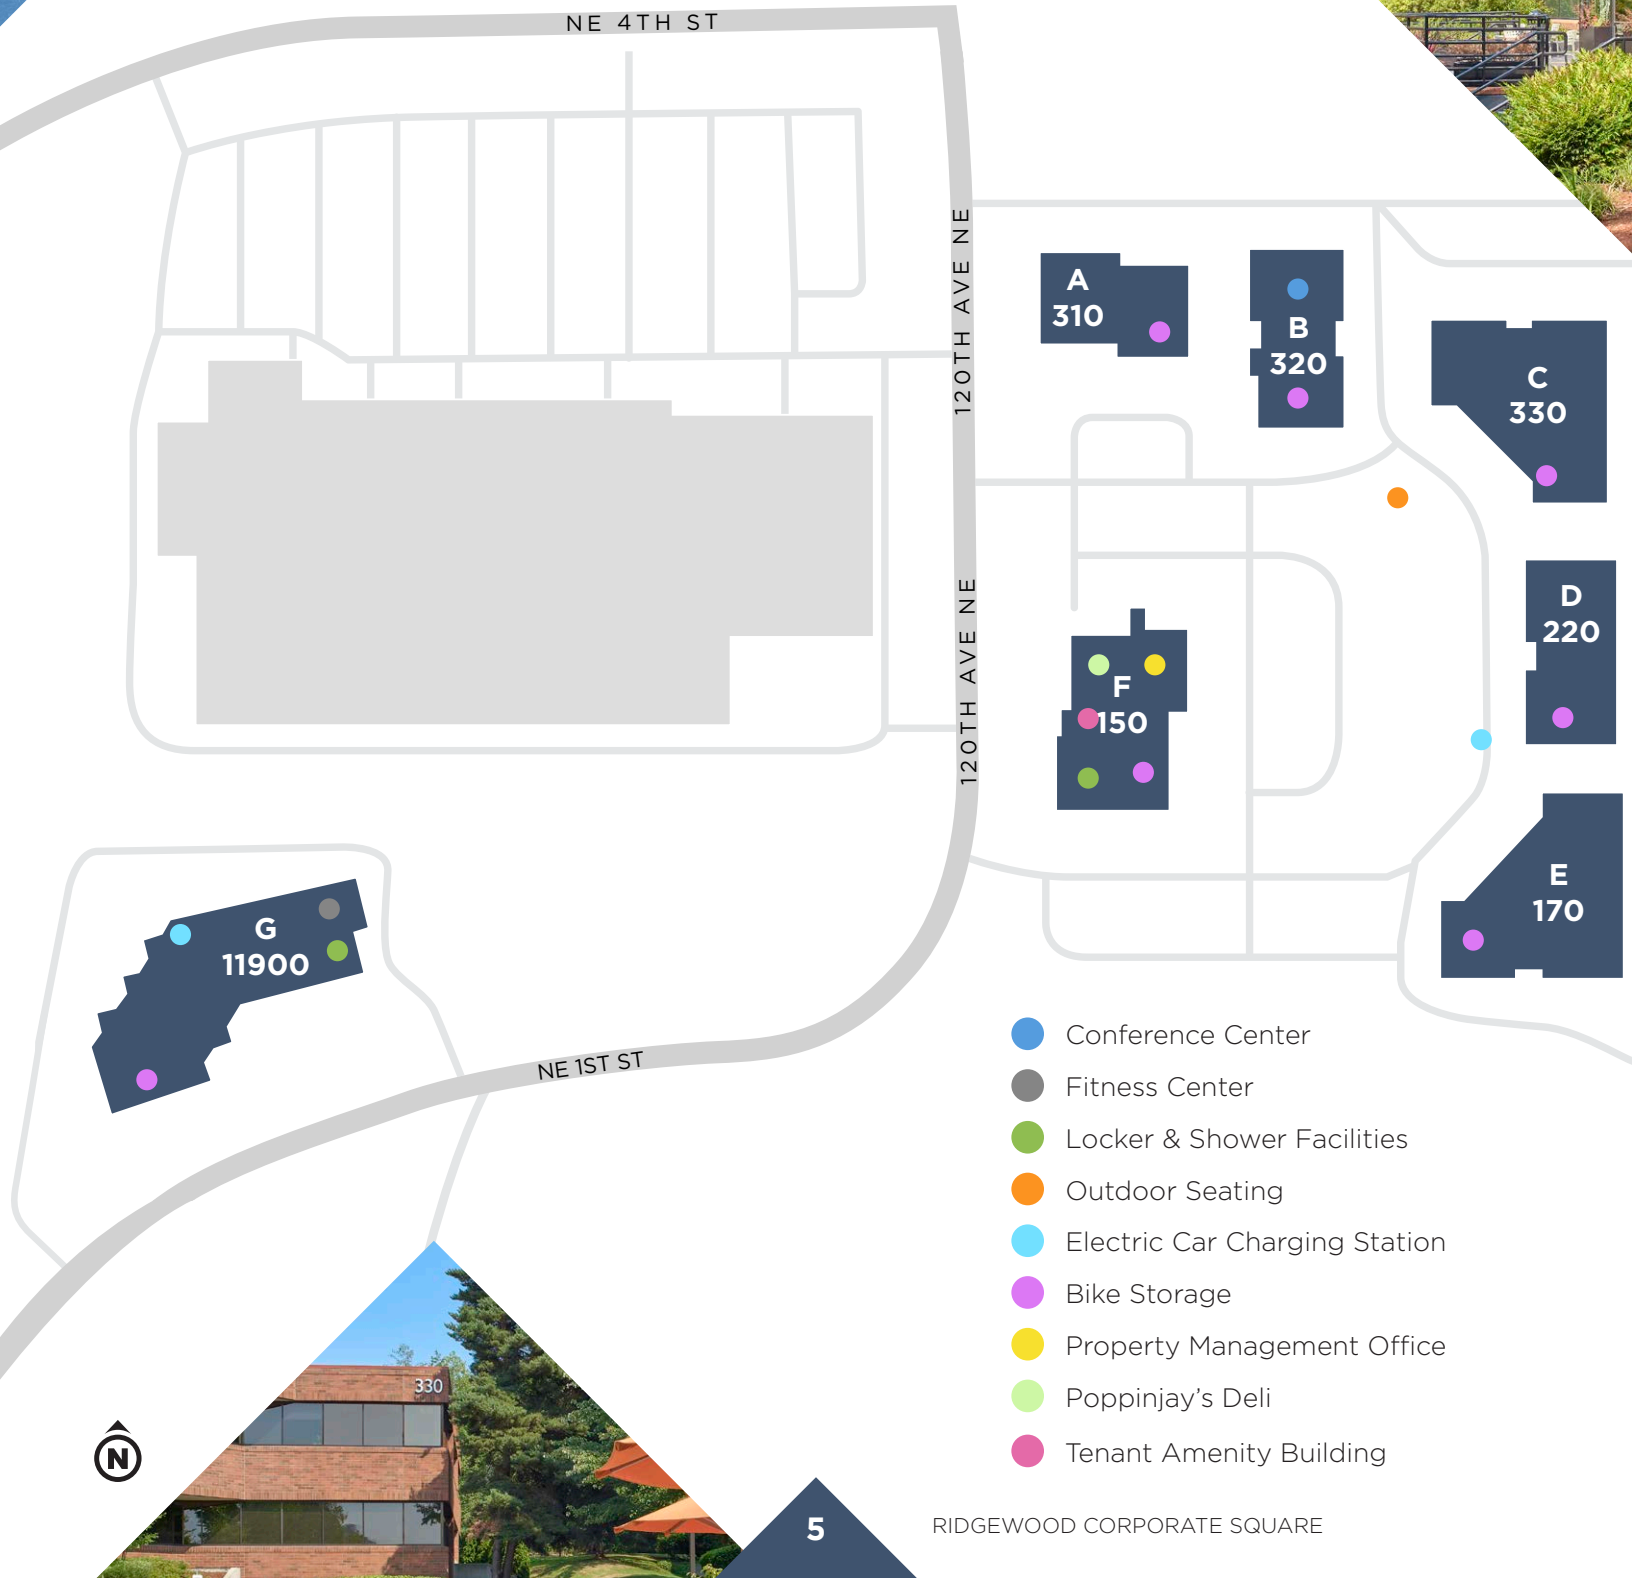 NE 4TH ST
120TH AVE NE
A
310
B
320
C
330
120TH AVE NE
D
220
F
150
E
170
G
11900
NE 1ST ST
Conference Center
Fitness Center
Locker & Shower Facilities
Outdoor Seating
Electric Car Charging Station
Bike Storage
Property Management Office
Poppinjay’s Deli
Tenant Amenity Building
330
N
5
RIDGEWOOD CORPORATE SQUARE